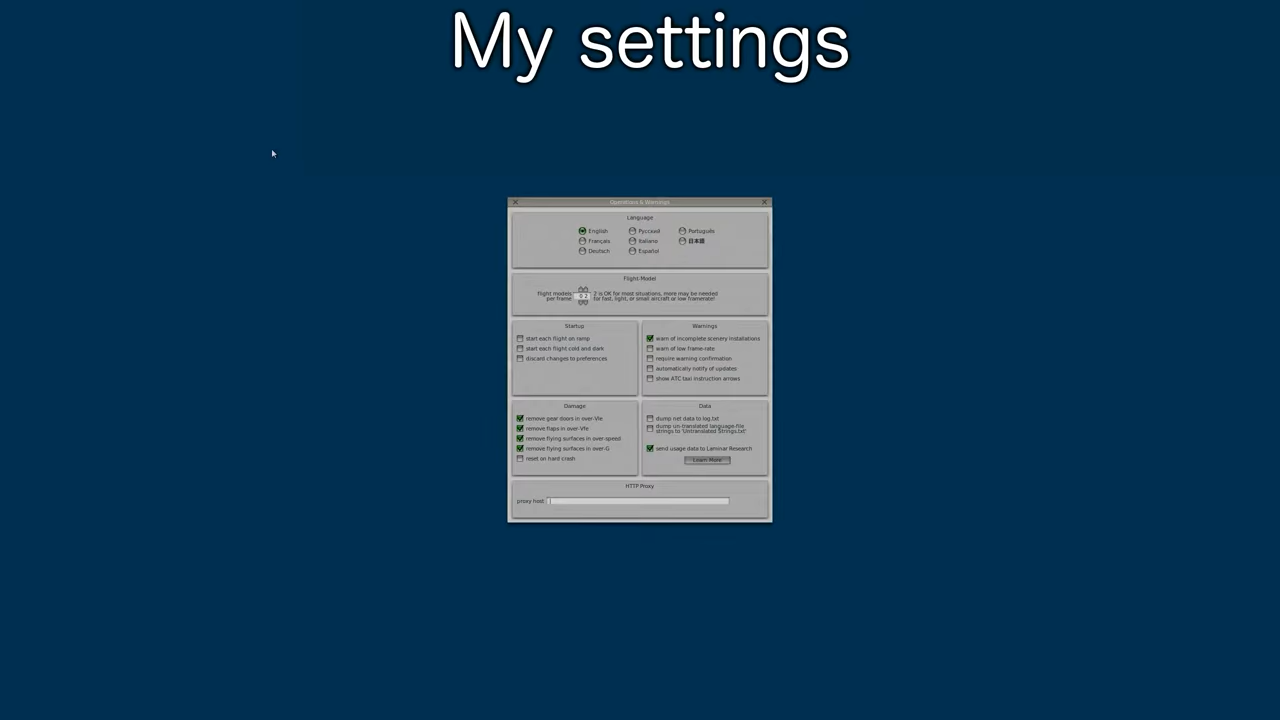 My settings
Operations & Warnings
Language
English
Русский
Português
Français
Italiano
日本語
Deutsch
Español
Flight-Model
flight models
per frame
2 is OK for most situations, more may be needed
for fast, light, or small aircraft or low framerate!
Startup
start each flight on ramp
start each flight cold and dark
discard changes to preferences
Warnings
warn of incomplete scenery installations
warn of low frame-rate
require warning confirmation
automatically notify of updates
show ATC taxi instruction arrows
Damage
remove gear doors in over-Vle
remove flaps in over-Vfe
remove flying surfaces in over-speed
remove flying surfaces in over-G
reset on hard crash
Data
dump net data to log.txt
dump un-translated language-file
strings to 'Untranslated Strings.txt'
send usage data to Laminar Research
Learn More
HTTP Proxy
proxy host